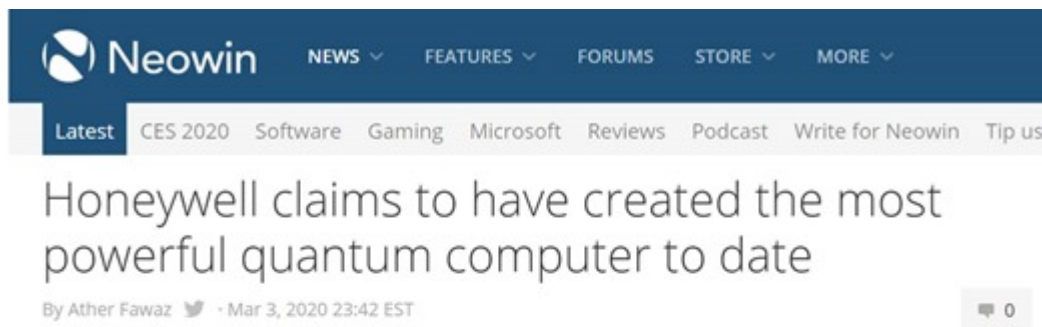 Neowin NEWS FEATURES FORUMS STORE MORE
Latest CES 2020 Software Gaming Microsoft Reviews Podcast Write for Neowin Tip us
Honeywell claims to have created the most
powerful quantum computer to date
By Ather Fawaz · Mar 3, 2020 23:42 EST 0